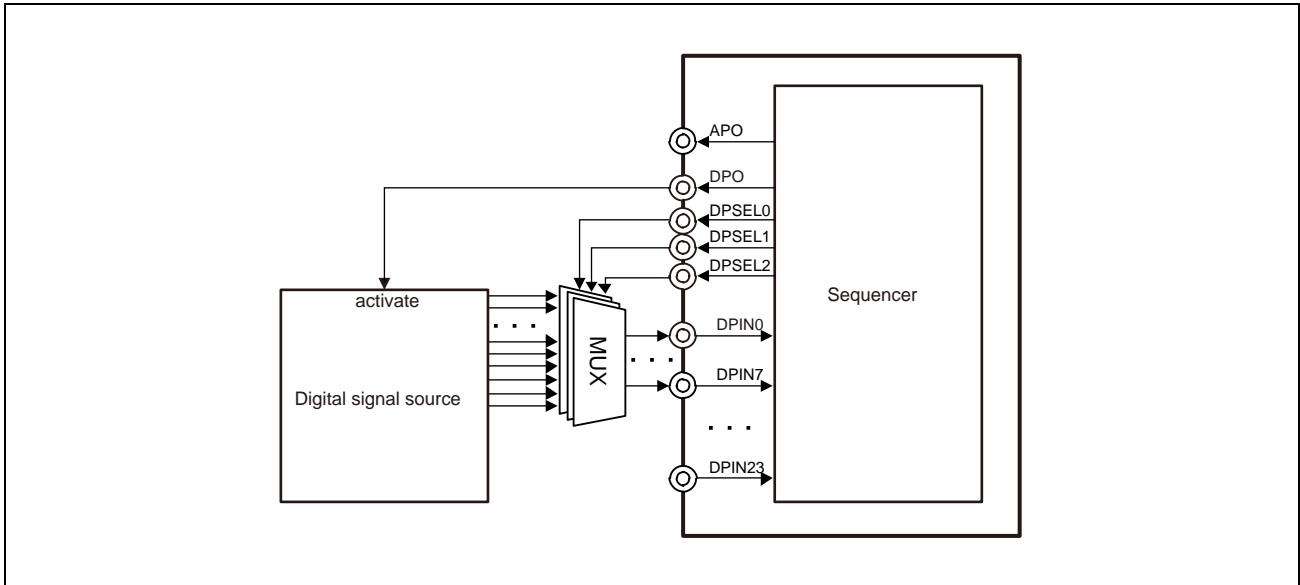 APO
DPO
DPSEL0
DPSEL1
DPSEL2
activate
Sequencer
. . .
DPIN0
MUX
. . .
DPIN7
Digital signal source
. . .
DPIN23